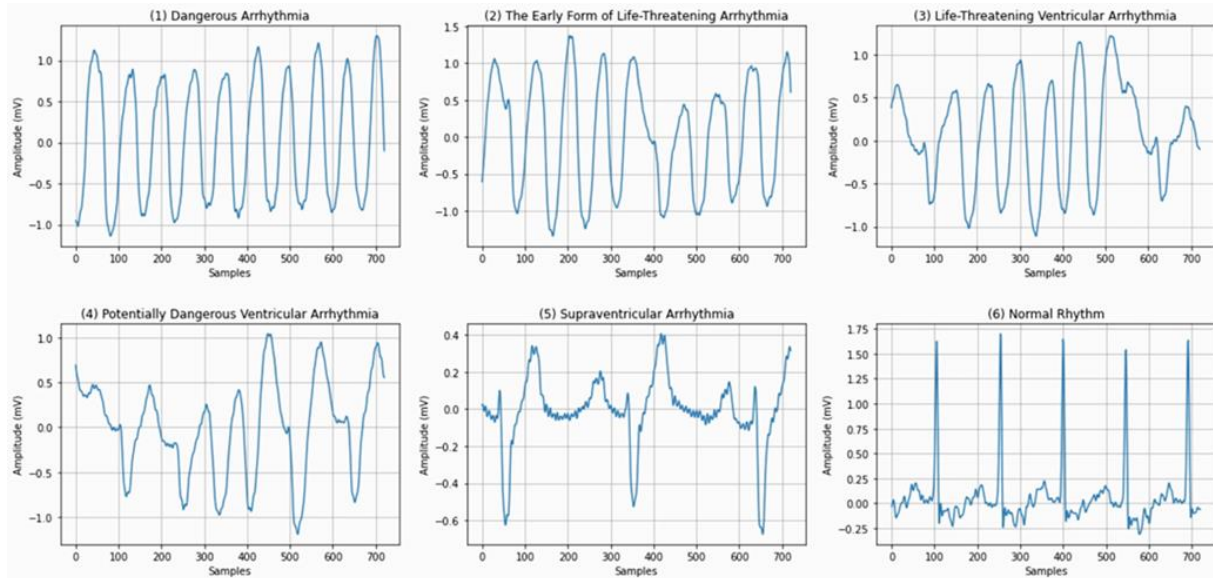 (1) Dangerous Arrhythmia
Amplitude (mV)
1.0
0.5
0.0
−0.5
−1.0
0 100 200 300 400 500 600 700
Samples
(2) The Early Form of Life-Threatening Arrhythmia
Amplitude (mV)
1.5
1.0
0.5
0.0
−0.5
−1.0
−1.5
0 100 200 300 400 500 600 700
Samples
(3) Life-Threatening Ventricular Arrhythmia
Amplitude (mV)
1.0
0.5
0.0
−0.5
−1.0
0 100 200 300 400 500 600 700
Samples
(4) Potentially Dangerous Ventricular Arrhythmia
Amplitude (mV)
1.0
0.5
0.0
−0.5
−1.0
0 100 200 300 400 500 600 700
Samples
(5) Supraventricular Arrhythmia
Amplitude (mV)
0.4
0.2
0.0
−0.2
−0.4
−0.6
0 100 200 300 400 500 600 700
Samples
(6) Normal Rhythm
Amplitude (mV)
1.75
1.50
1.25
1.00
0.75
0.50
0.25
0.00
−0.25
0 100 200 300 400 500 600 700
Samples